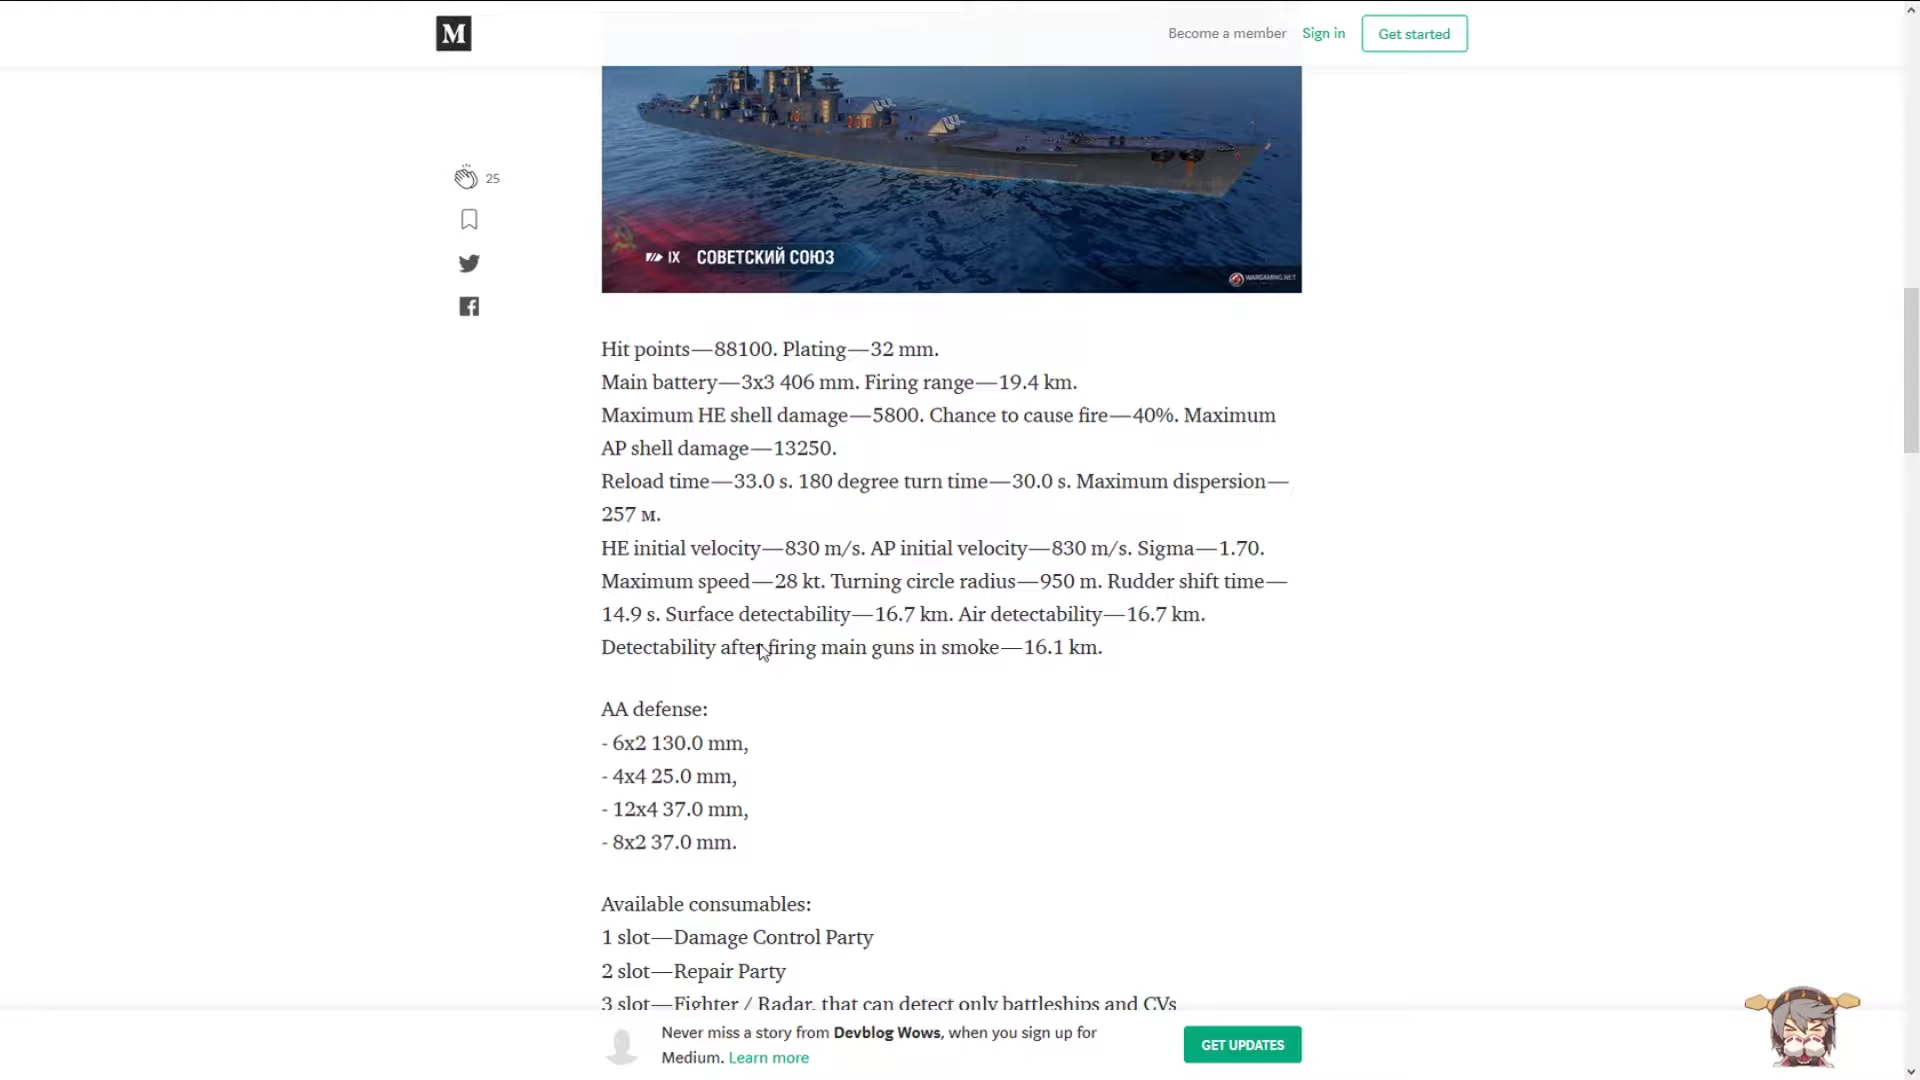 M
Become a member
Sign in
Get started
25
IX СОВЕТСКИЙ СОЮЗ
WARGAMING.NET
Hit points—88100. Plating—32 mm.
Main battery—3x3 406 mm. Firing range—19.4 km.
Maximum HE shell damage—5800. Chance to cause fire—40%. Maximum
AP shell damage—13250.
Reload time—33.0 s. 180 degree turn time—30.0 s. Maximum dispersion—
257 м.
HE initial velocity—830 m/s. AP initial velocity—830 m/s. Sigma—1.70.
Maximum speed—28 kt. Turning circle radius—950 m. Rudder shift time—
14.9 s. Surface detectability—16.7 km. Air detectability—16.7 km.
Detectability after firing main guns in smoke—16.1 km.
AA defense:
- 6x2 130.0 mm,
- 4x4 25.0 mm,
- 12x4 37.0 mm,
- 8x2 37.0 mm.
Available consumables:
1 slot—Damage Control Party
2 slot—Repair Party
3 slot—Fighter / Radar, that can detect only battleships and CVs
Never miss a story from Devblog Wows, when you sign up for
Medium. Learn more
GET UPDATES